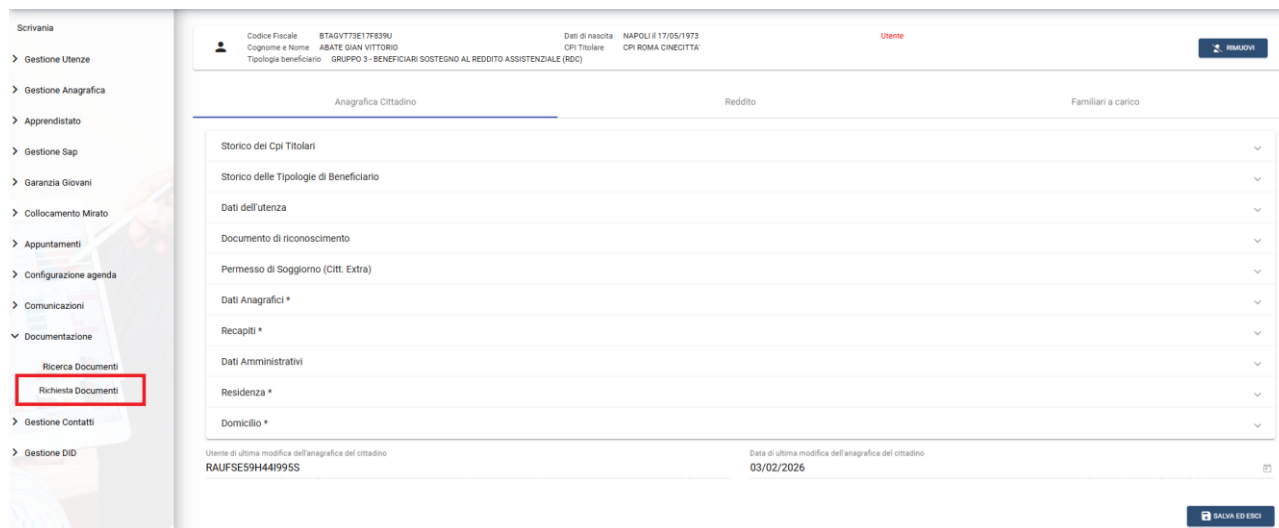 Scrivania
Gestione Utenze
Gestione Anagrafica
Apprendistato
Gestione Sap
Garanzia Giovani
Collocamento Mirato
Appuntamenti
Configurazione agenda
Comunicazioni
Documentazione
Ricerca Documenti
Richiesta Documenti
Gestione Contatti
Gestione DID
Codice Fiscale BTAGVT73E17F839U Dati di nascita NAPOLI il 17/05/1973 Utente
Cognome e Nome ABATE GIAN VITTORIO CPI Titolare CPI ROMA CINECITTA'
Tipologia beneficiario GRUPPO 3 - BENEFICIARI SOSTEGNO AL REDDITO ASSISTENZIALE (RDC)
RIMUOVI
Anagrafica Cittadino Reddito Familiari a carico
Storico dei Cpi Titolari
Storico delle Tipologie di Beneficiario
Dati dell'utenza
Documento di riconoscimento
Permesso di Soggiorno (Citt. Extra)
Dati Anagrafici *
Recapiti *
Dati Amministrativi
Residenza *
Domicilio *
Utente di ultima modifica dell'anagrafica del cittadino Data di ultima modifica dell'anagrafica del cittadino
RAUFSE59H44I995S 03/02/2026
SALVA ED ESCI